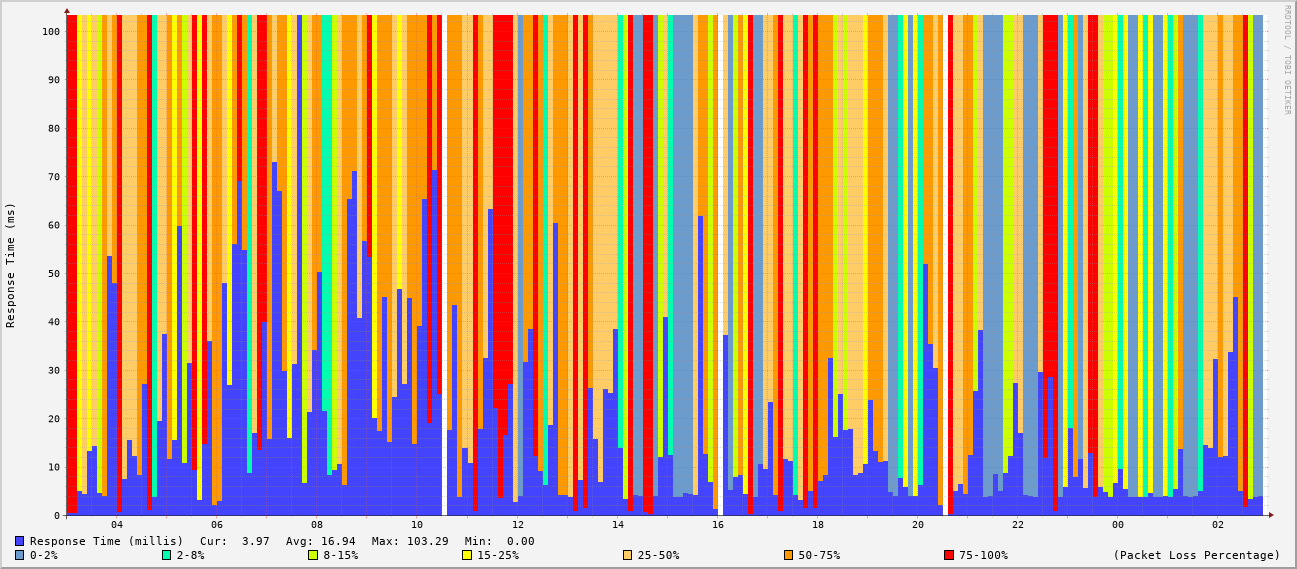 RRDTOOL / TOBI OETIKER
Response Time (ms)
100
90
80
70
60
50
40
30
20
10
0
04 06 08 10 12 14 16 18 20 22 00 02
Response Time (millis) Cur: 3.97 Avg: 16.94 Max: 103.29 Min: 0.00
0-2% 2-8% 8-15% 15-25% 25-50% 50-75% 75-100% (Packet Loss Percentage)